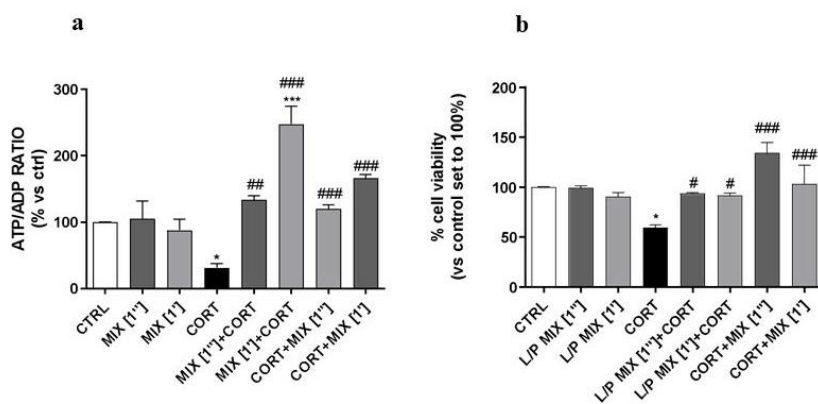 a
ATP/ADP RATIO
(% vs ctrl)
300
200
100
0
*
##
###
***
###
###
CTRL
MIX [1'']
MIX [1']
CORT
MIX [1'']+CORT
MIX [1']+CORT
CORT+MIX [1'']
CORT+MIX [1']
b
% cell viability
(vs control set to 100%)
200
150
100
50
0
*
#
#
###
###
CTRL
L/P MIX [1'']
L/P MIX [1']
CORT
L/P MIX [1'']+CORT
L/P MIX [1']+CORT
CORT+MIX [1'']
CORT+MIX [1']